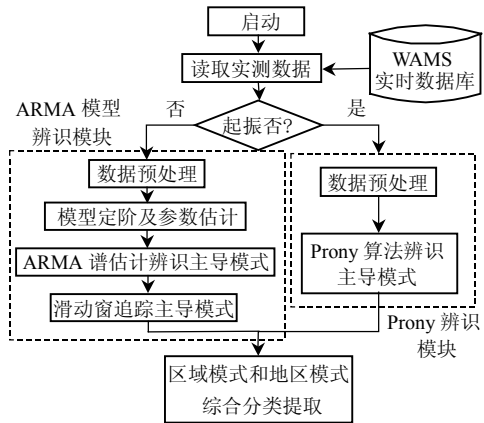 启动
读取实测数据
WAMS
实时数据库
ARMA 模型
辨识模块
否
起振否?
是
数据预处理
模型定阶及参数估计
ARMA 谱估计辨识主导模式
滑动窗追踪主导模式
数据预处理
Prony 算法辨识
主导模式
Prony 辨识
模块
区域模式和地区模式
综合分类提取